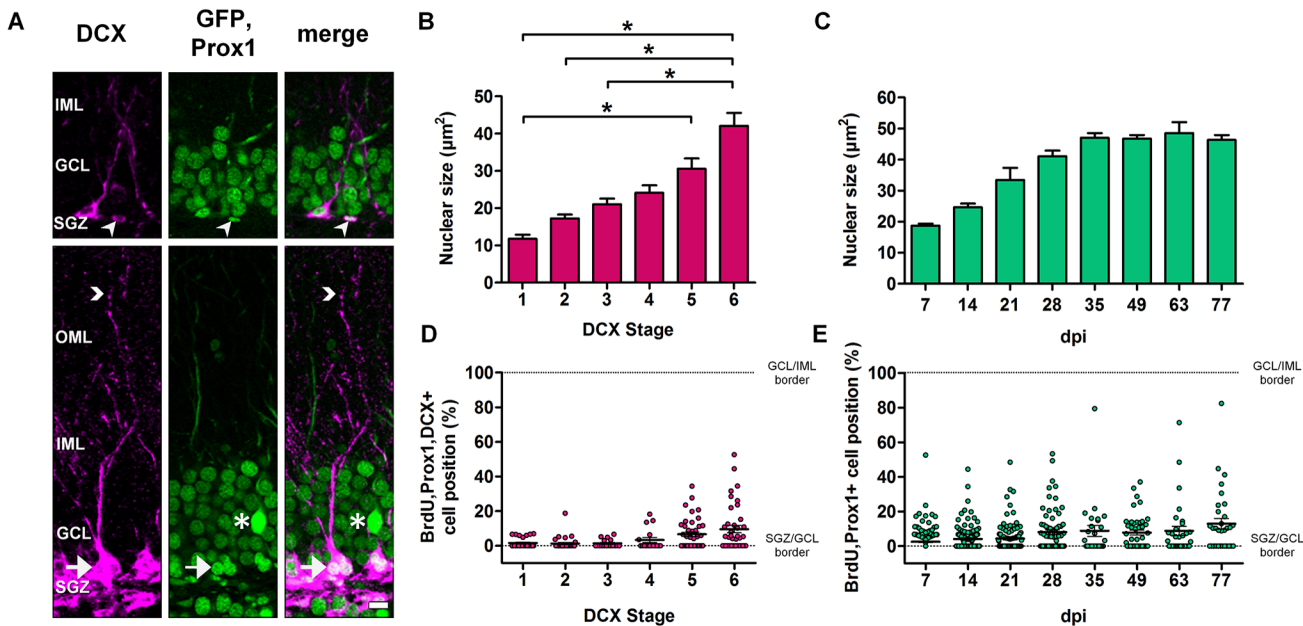 A
DCX
GFP,
Prox1
merge
IML
GCL
SGZ
OML
IML
GCL
SGZ
*
*
B
*
*
*
*
Nuclear size (µm²)
50
40
30
20
10
0
1 2 3 4 5 6
DCX Stage
C
Nuclear size (µm²)
60
50
40
30
20
10
0
7 14 21 28 35 49 63 77
dpi
D
BrdU,Prox1,DCX+
cell position (%)
100
80
60
40
20
0
GCL/IML
border
SGZ/GCL
border
1 2 3 4 5 6
DCX Stage
E
BrdU,Prox1+ cell position (%)
100
80
60
40
20
0
GCL/IML
border
SGZ/GCL
border
7 14 21 28 35 49 63 77
dpi